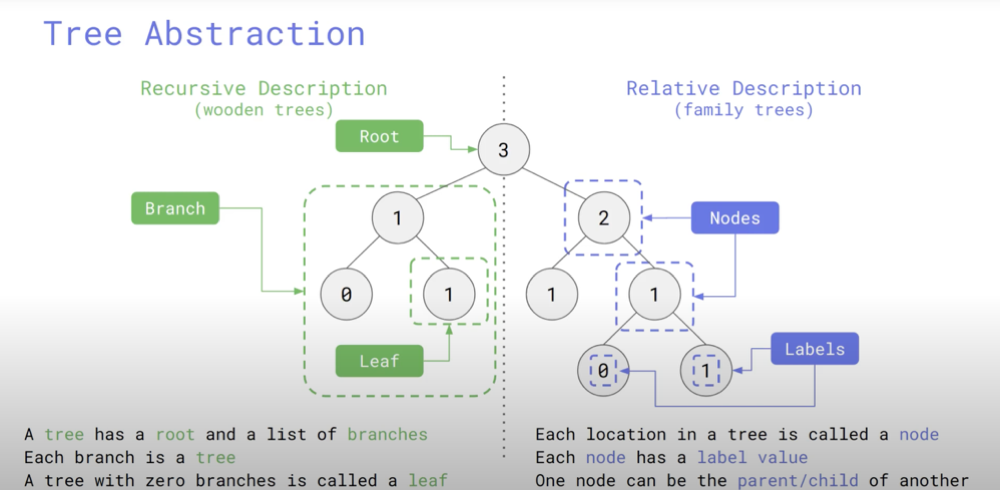 Tree Abstraction
Recursive Description
(wooden trees)
Relative Description
(family trees)
Root
3
Branch
1
2
Nodes
0
1
1
1
Leaf
0
1
Labels
A tree has a root and a list of branches
Each branch is a tree
A tree with zero branches is called a leaf
Each location in a tree is called a node
Each node has a label value
One node can be the parent/child of another